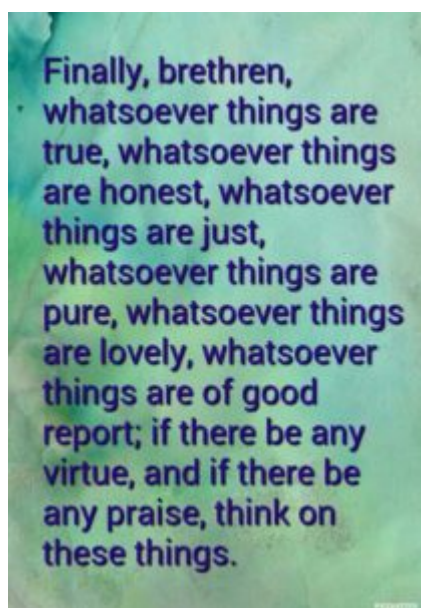 Finally, brethren,
whatsoever things are
true, whatsoever things
are honest, whatsoever
things are just,
whatsoever things are
pure, whatsoever things
are lovely, whatsoever
things are of good
report; if there be any
virtue, and if there be
any praise, think on
these things.